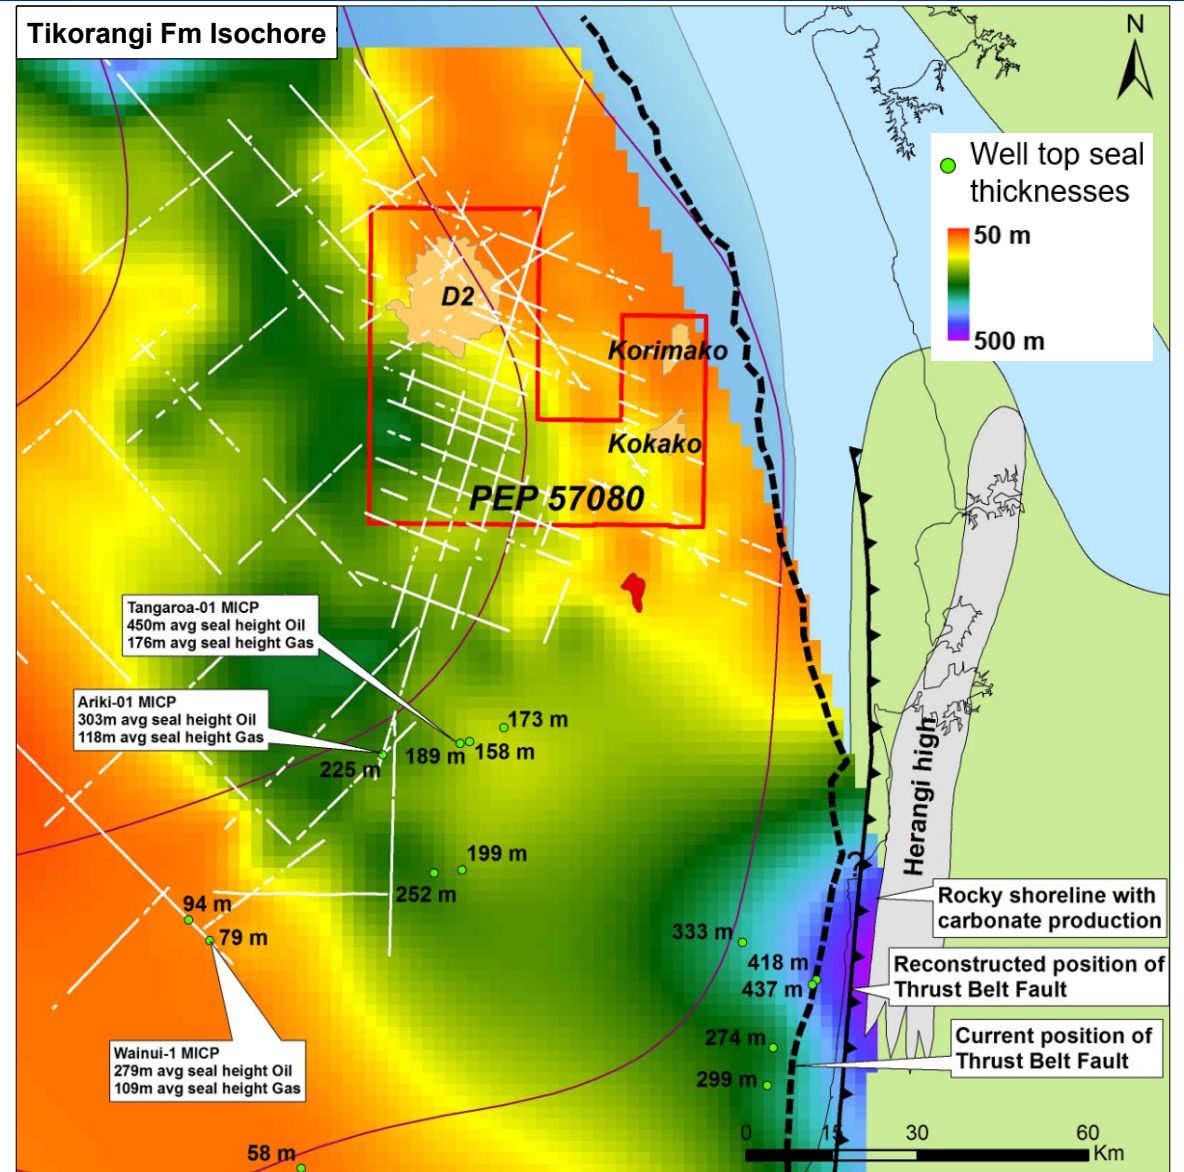 Tikorangi Fm Isochore
N
Well top seal
thicknesses
50 m
500 m
D2
Korimako
Kokako
PEP 57080
Tangaroa-01 MICP
450m avg seal height Oil
176m avg seal height Gas
Ariki-01 MICP
303m avg seal height Oil
118m avg seal height Gas
173 m
189 m
158 m
225 m
199 m
252 m
94 m
79 m
Herangi high
?
Rocky shoreline with
carbonate production
333 m
418 m
437 m
Reconstructed position of
Thrust Belt Fault
274 m
299 m
Current position of
Thrust Belt Fault
Wainui-1 MICP
279m avg seal height Oil
109m avg seal height Gas
58 m
0 15 30 60
Km